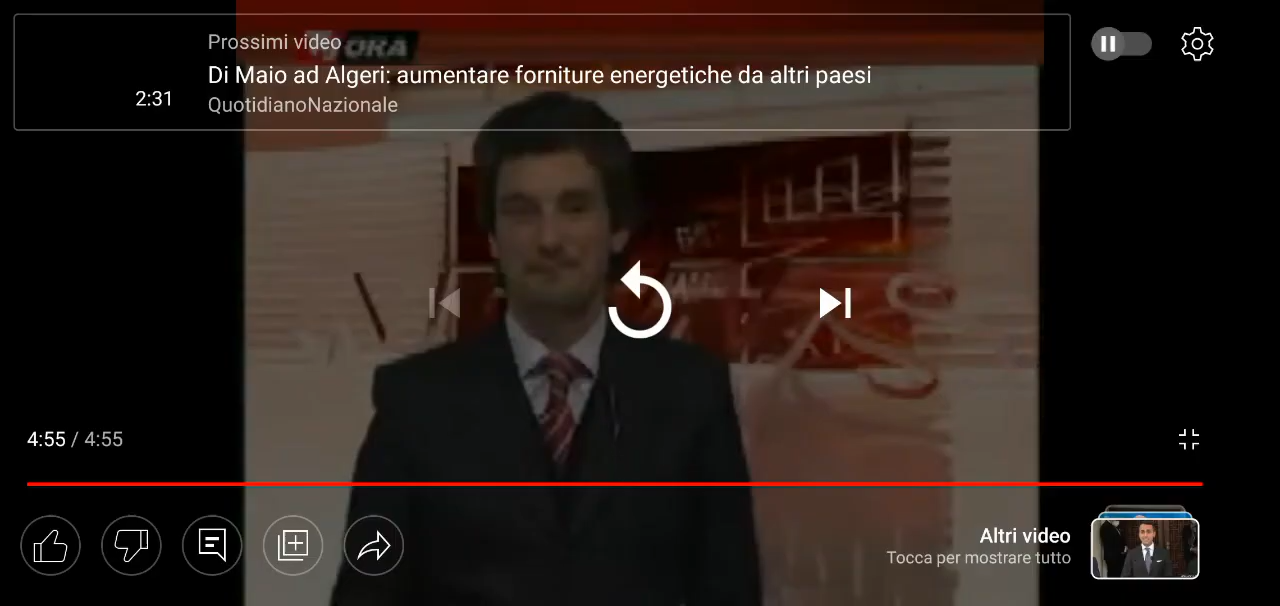 Prossimi video
ORA
Di Maio ad Algeri: aumentare forniture energetiche da altri paesi
2:31
QuotidianoNazionale
4:55 / 4:55
Altri video
Tocca per mostrare tutto